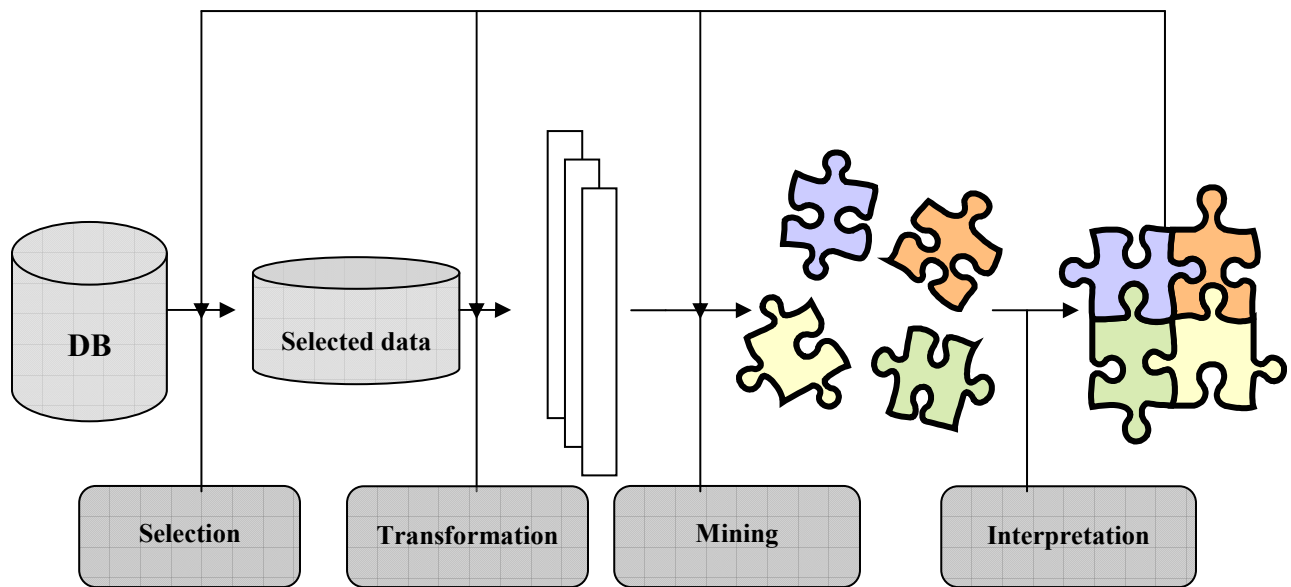 DB
Selected data
Selection
Transformation
Mining
Interpretation